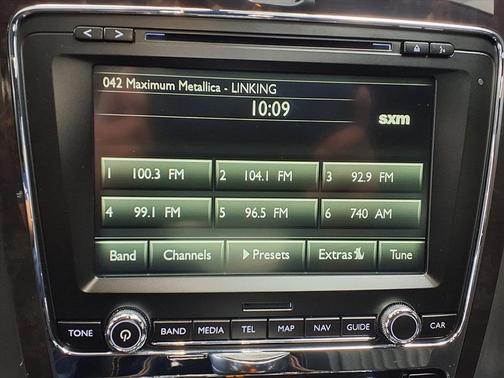 042 Maximum Metallica - LINKING
10:09
sxm
1 100.3 FM 2 104.1 FM 3 92.9 FM
4 99.1 FM 5 96.5 FM 6 740 AM
Band Channels Presets Extras Tune
TONE BAND MEDIA TEL MAP NAV GUIDE CAR